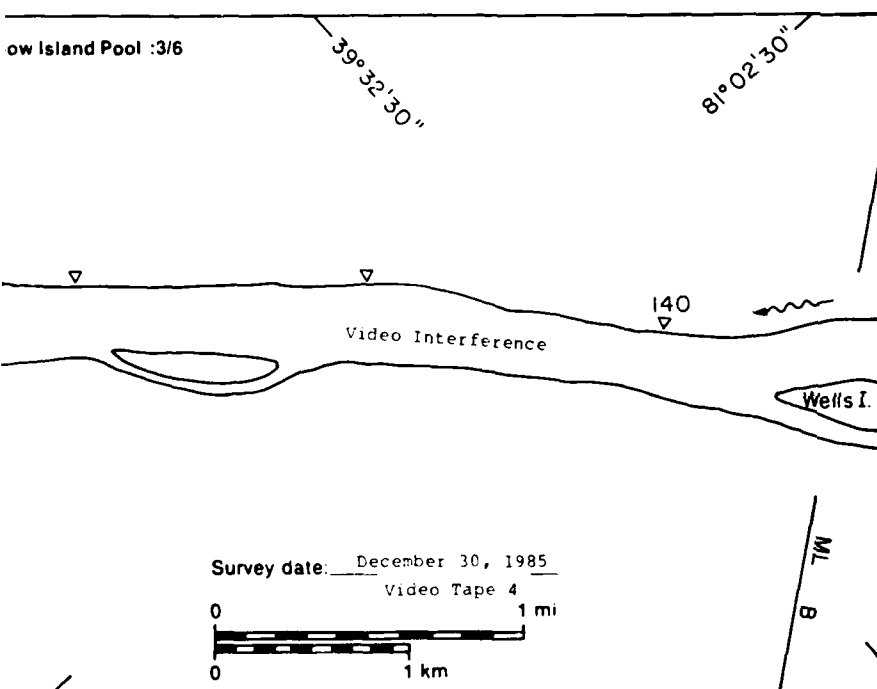 ow Island Pool :3/6
39°32'30"
81°02'30"
140
Video Interference
Wells I.
ML B
Survey date: December 30, 1985
Video Tape 4
0 1 mi
0 1 km